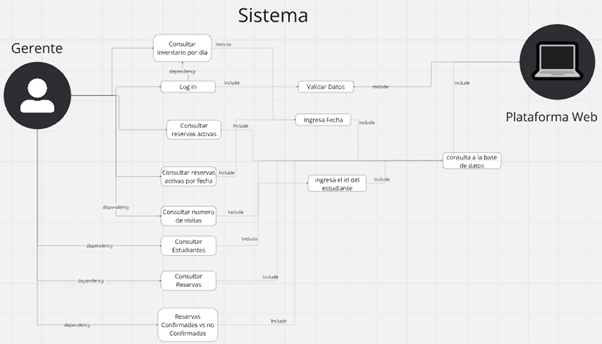 Sistema
Gerente
Consultar
inventario por día
include
dependency
Log in
include
Validar Datos
include
include
Plataforma Web
Consultar
reservas activas
include
Ingresa Fecha
include
Consultar reservas
activas por fecha
include
ingresa el id del
estudiante
include
consulta a la base
de datos
dependency
Consultar numero
de visitas
include
dependency
Consultar
Estudiantes
include
dependency
Consultar
Reservas
include
dependency
Reservas
Confirmadas vs no
Confirmadas
include